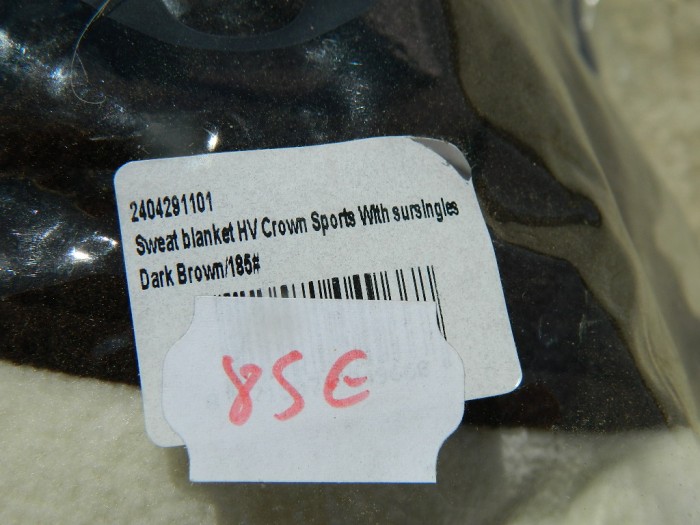 2404291101
Sweat blanket HV Crown Sports With sursingles
Dark Brown/185#
85€